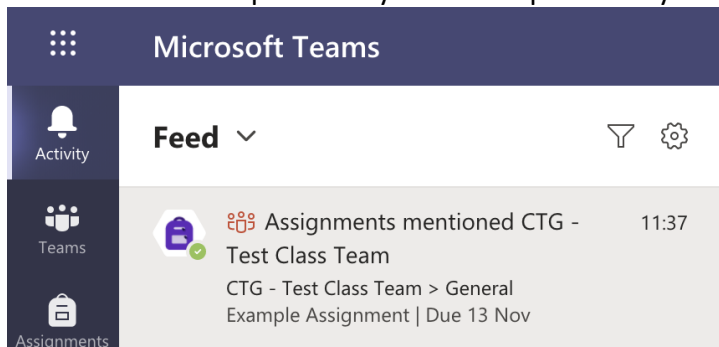 Microsoft Teams
Activity
Feed
Teams
Assignments mentioned CTG - 11:37
Test Class Team
CTG - Test Class Team > General
Example Assignment | Due 13 Nov
Assignments